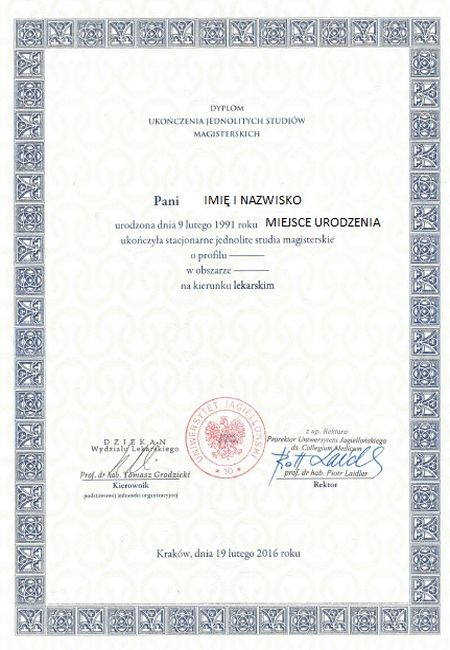 DYPLOM
UKOŃCZENIA JEDNOLITYCH STUDIÓW
MAGISTERSKICH
Pani IMIĘ I NAZWISKO
urodzona dnia 9 lutego 1991 roku MIEJSCE URODZENIA
ukończyła stacjonarne jednolite studia magisterskie
o profilu ———
w obszarze ———
na kierunku lekarskim
UNIWERSYTET JAGIELLOŃSKI
* 10 *
DZIEKAN
Wydziału Lekarskiego
Prof. dr hab. Tomasz Grodzicki
Kierownik
podstawowej jednostki organizacyjnej
z up. Rektora
Prorektor Uniwersytetu Jagiellońskiego
ds. Collegium Medicum
Piotr Laidler
prof. dr hab. Piotr Laidler
Rektor
Kraków, dnia 19 lutego 2016 roku